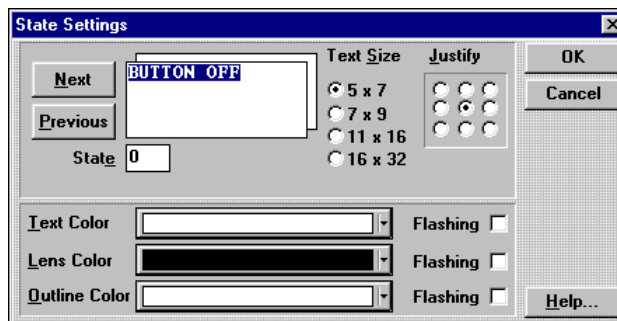 State Settings
Next
Previous
State 0
BUTTON OFF
Text Size
5 x 7
7 x 9
11 x 16
16 x 32
Justify
OK
Cancel
Text Color
Flashing
Lens Color
Flashing
Outline Color
Flashing
Help...